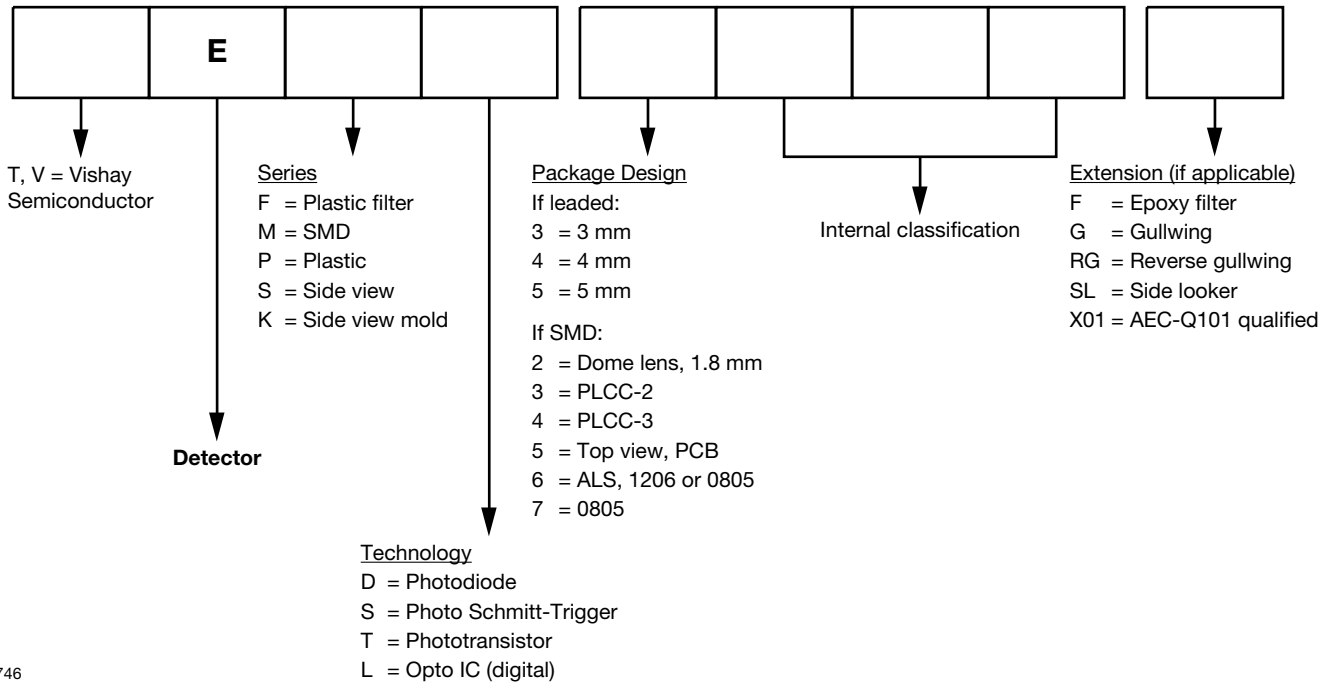 E
T, V = Vishay
Semiconductor
Series
F = Plastic filter
M = SMD
P = Plastic
S = Side view
K = Side view mold
Package Design
If leaded:
3 = 3 mm
4 = 4 mm
5 = 5 mm
If SMD:
2 = Dome lens, 1.8 mm
3 = PLCC-2
4 = PLCC-3
5 = Top view, PCB
6 = ALS, 1206 or 0805
7 = 0805
Internal classification
Extension (if applicable)
F = Epoxy filter
G = Gullwing
RG = Reverse gullwing
SL = Side looker
X01 = AEC-Q101 qualified
Detector
Technology
D = Photodiode
S = Photo Schmitt-Trigger
T = Phototransistor
L = Opto IC (digital)